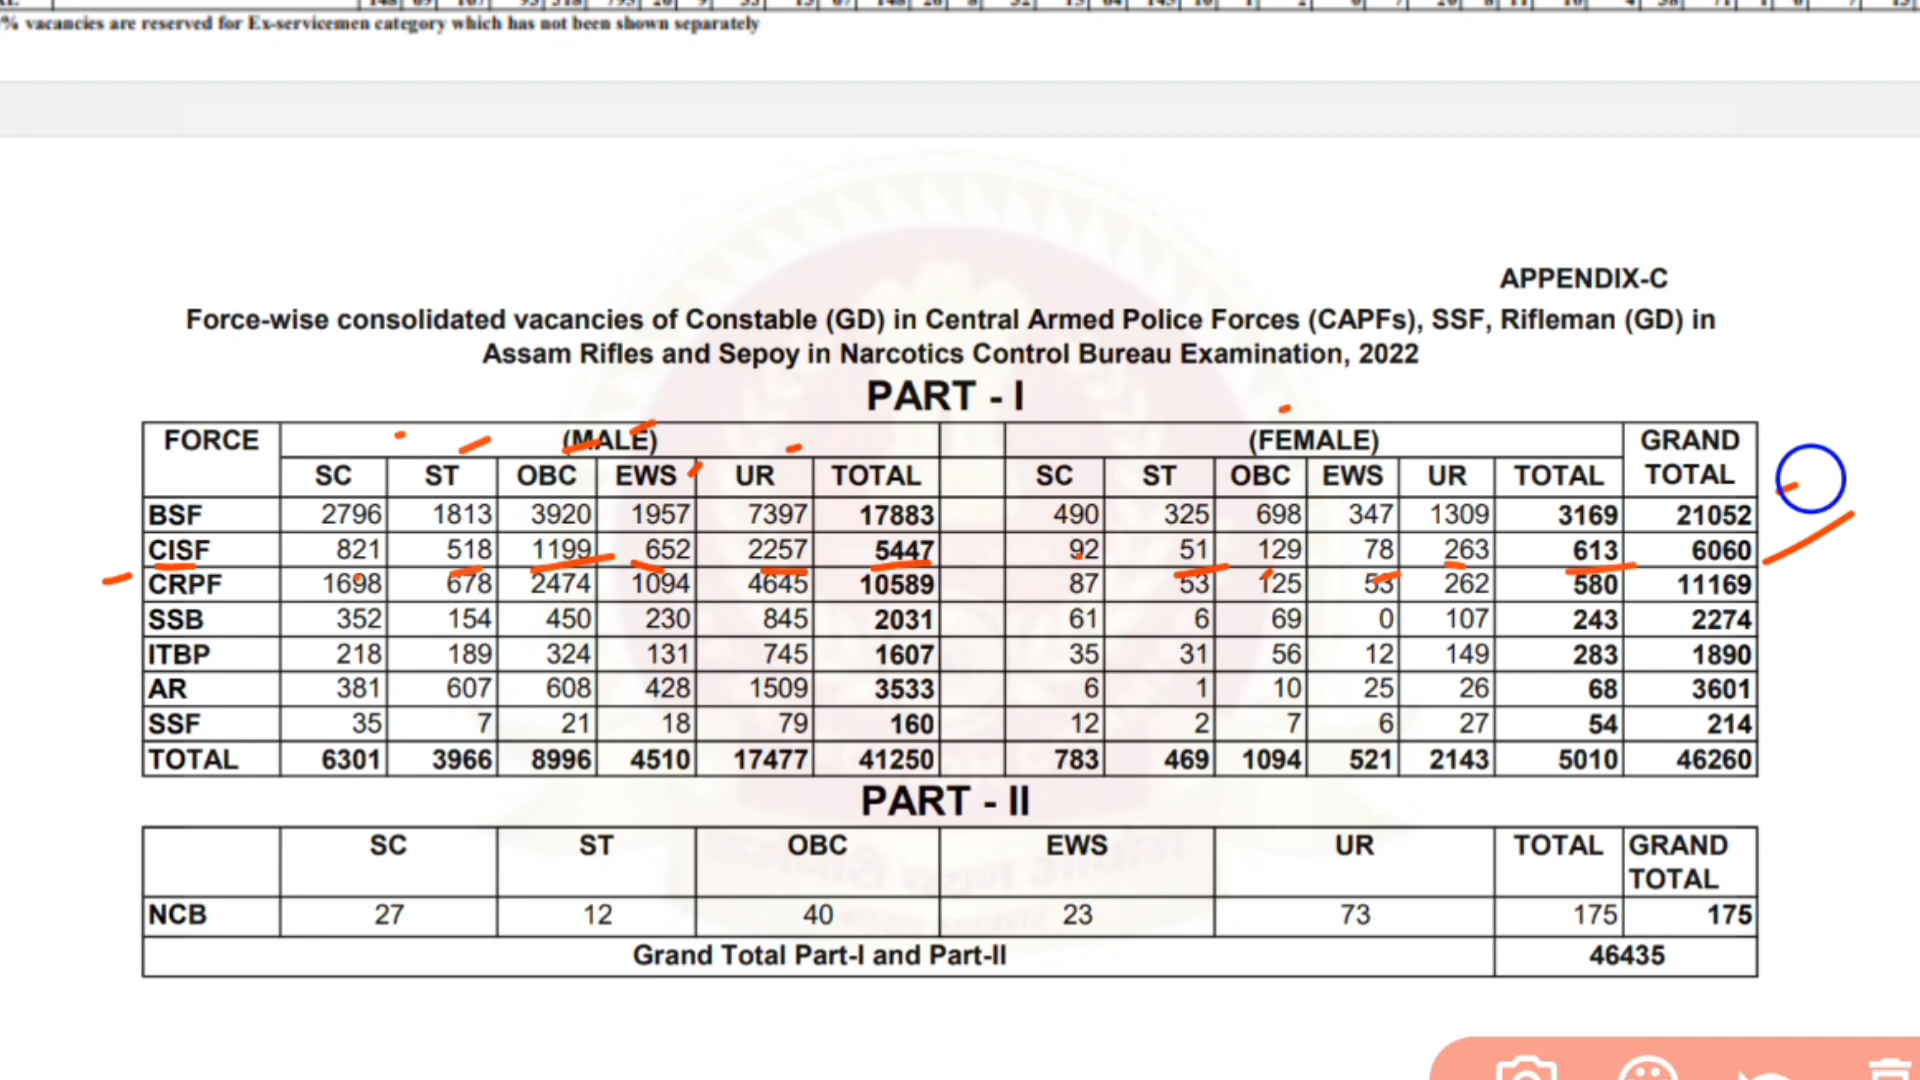 % vacancies are reserved for Ex-servicemen category which has not been shown separately
APPENDIX-C
Force-wise consolidated vacancies of Constable (GD) in Central Armed Police Forces (CAPFs), SSF, Rifleman (GD) in
Assam Rifles and Sepoy in Narcotics Control Bureau Examination, 2022
PART - I
FORCE (MALE) (FEMALE) GRAND TOTAL
SC ST OBC EWS UR TOTAL SC ST OBC EWS UR TOTAL
BSF 2796 1813 3920 1957 7397 17883 490 325 698 347 1309 3169 21052
CISF 821 518 1199 652 2257 5447 92 51 129 78 263 613 6060
CRPF 1698 678 2474 1094 4645 10589 87 53 125 53 262 580 11169
SSB 352 154 450 230 845 2031 61 6 69 0 107 243 2274
ITBP 218 189 324 131 745 1607 35 31 56 12 149 283 1890
AR 381 607 608 428 1509 3533 6 1 10 25 26 68 3601
SSF 35 7 21 18 79 160 12 2 7 6 27 54 214
TOTAL 6301 3966 8996 4510 17477 41250 783 469 1094 521 2143 5010 46260
PART - II
SC ST OBC EWS UR TOTAL GRAND TOTAL
NCB 27 12 40 23 73 175 175
Grand Total Part-I and Part-II 46435